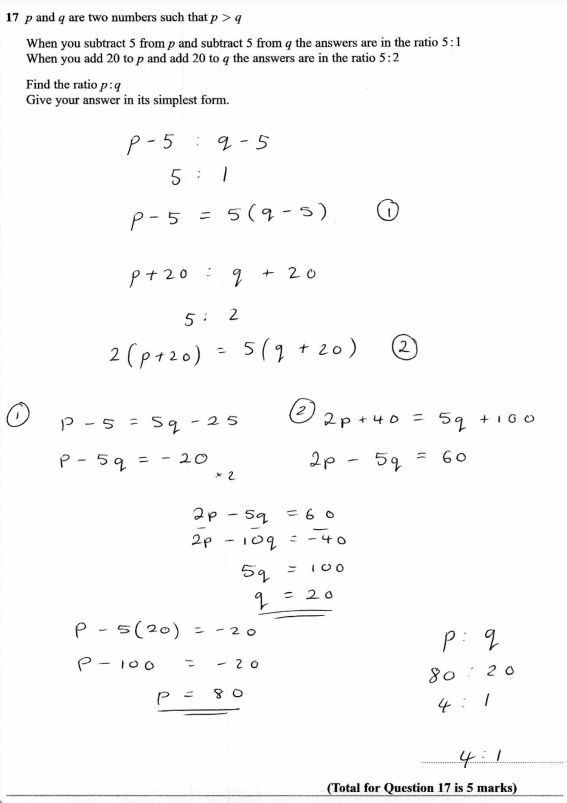 17 p and q are two numbers such that p > q
When you subtract 5 from p and subtract 5 from q the answers are in the ratio 5:1
When you add 20 to p and add 20 to q the answers are in the ratio 5:2
Find the ratio p:q
Give your answer in its simplest form.
p - 5 : q - 5
5 : 1
p - 5 = 5(q - 5) ①
p + 20 : q + 20
5 : 2
2(p + 20) = 5(q + 20) ②
① p - 5 = 5q - 25
p - 5q = -20
× 2
② 2p + 40 = 5q + 100
2p - 5q = 60
2p - 5q = 60
2p - 10q = -40
5q = 100
q = 20
p - 5(20) = -20
p - 100 = -20
p = 80
p : q
80 : 20
4 : 1
4 : 1
(Total for Question 17 is 5 marks)